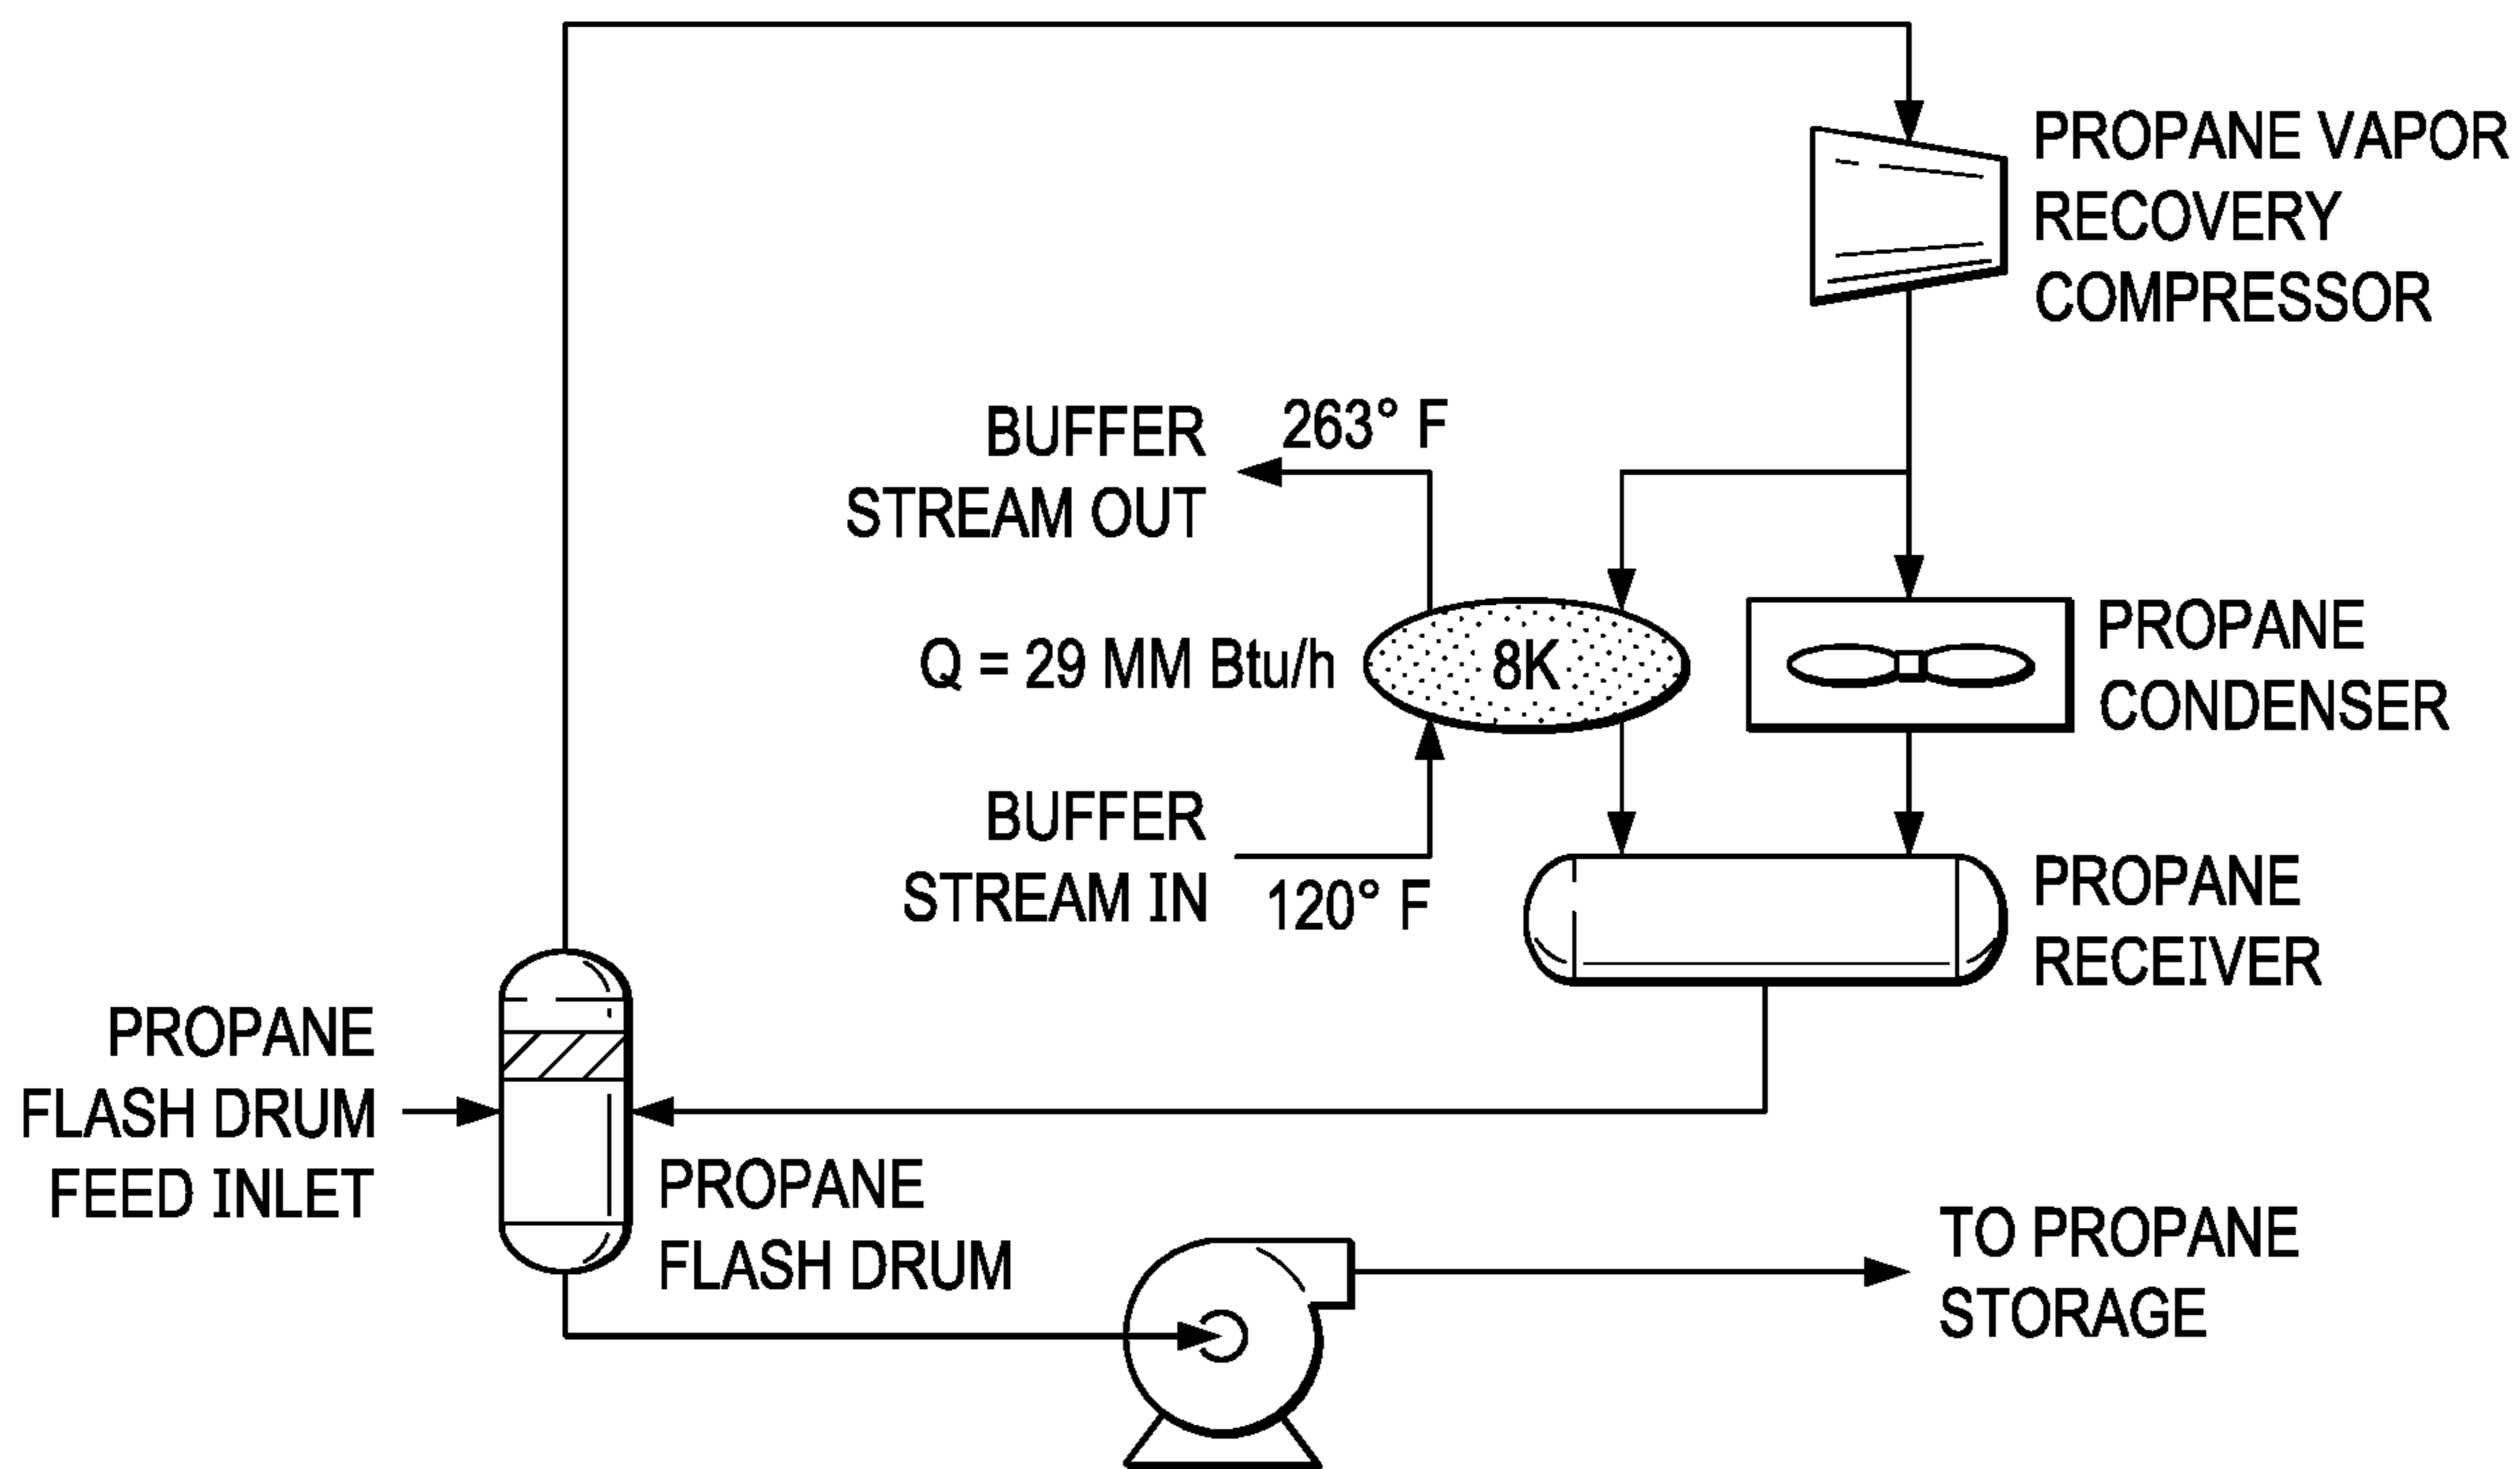 PROPANE VAPOR
RECOVERY
COMPRESSOR
BUFFER
STREAM OUT
263° F
Q = 29 MM Btu/h
8K
PROPANE
CONDENSER
BUFFER
STREAM IN
120° F
PROPANE
RECEIVER
PROPANE
FLASH DRUM
FEED INLET
PROPANE
FLASH DRUM
TO PROPANE
STORAGE